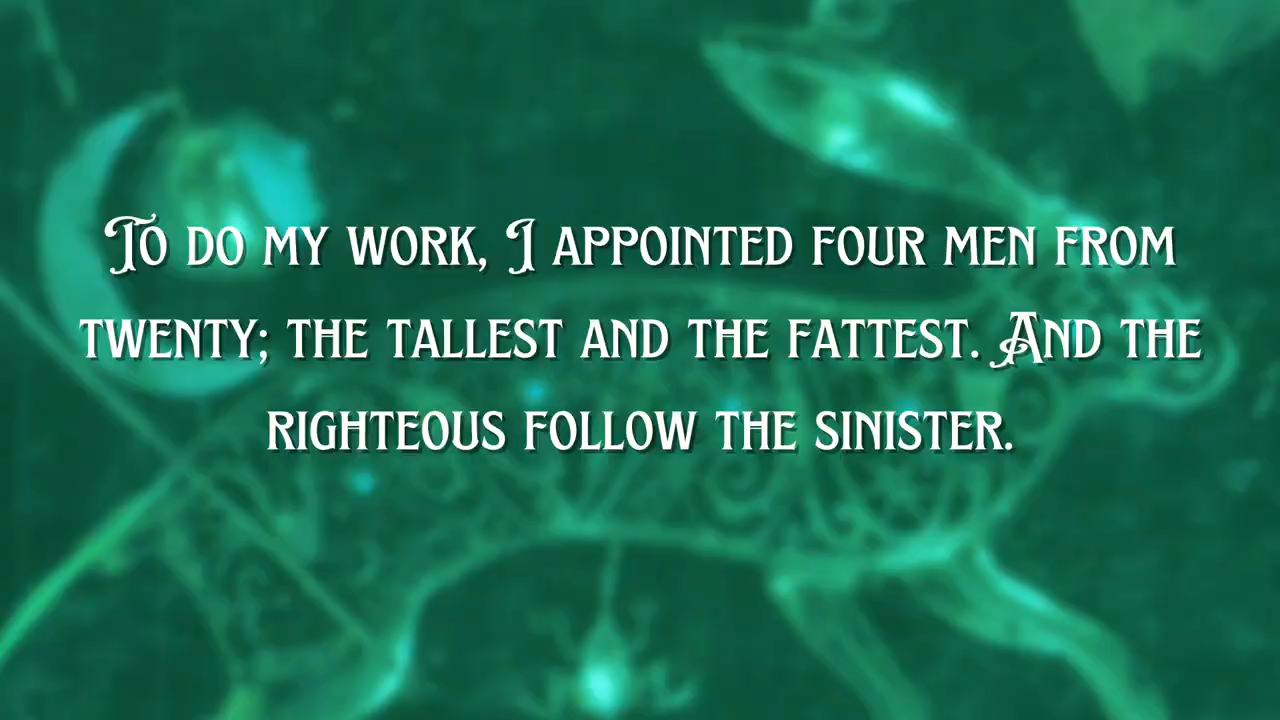 To do my work, I appointed four men from
twenty; the tallest and the fattest. And the
righteous follow the sinister.